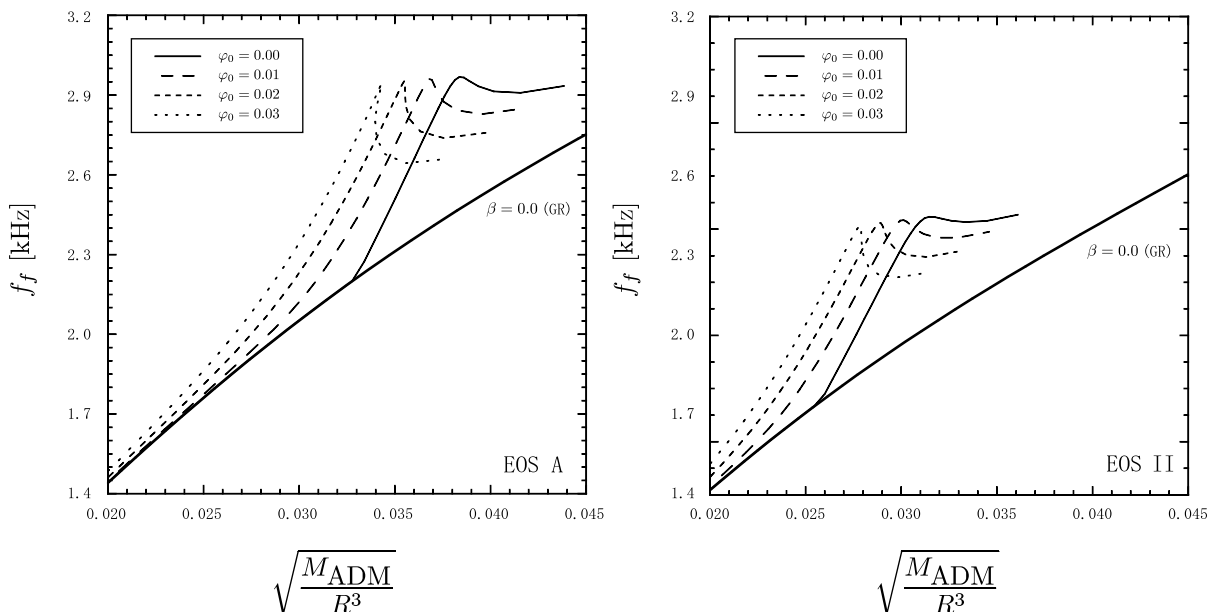 3.2
2.9
2.6
2.3
2.0
1.7
1.4
f_f [kHz]
φ₀ = 0.00
φ₀ = 0.01
φ₀ = 0.02
φ₀ = 0.03
β = 0.0 (GR)
EOS A
0.020 0.025 0.030 0.035 0.040 0.045
√(M_ADM/R³)
3.2
2.9
2.6
2.3
2.0
1.7
1.4
f_f [kHz]
φ₀ = 0.00
φ₀ = 0.01
φ₀ = 0.02
φ₀ = 0.03
β = 0.0 (GR)
EOS II
0.020 0.025 0.030 0.035 0.040 0.045
√(M_ADM/R³)